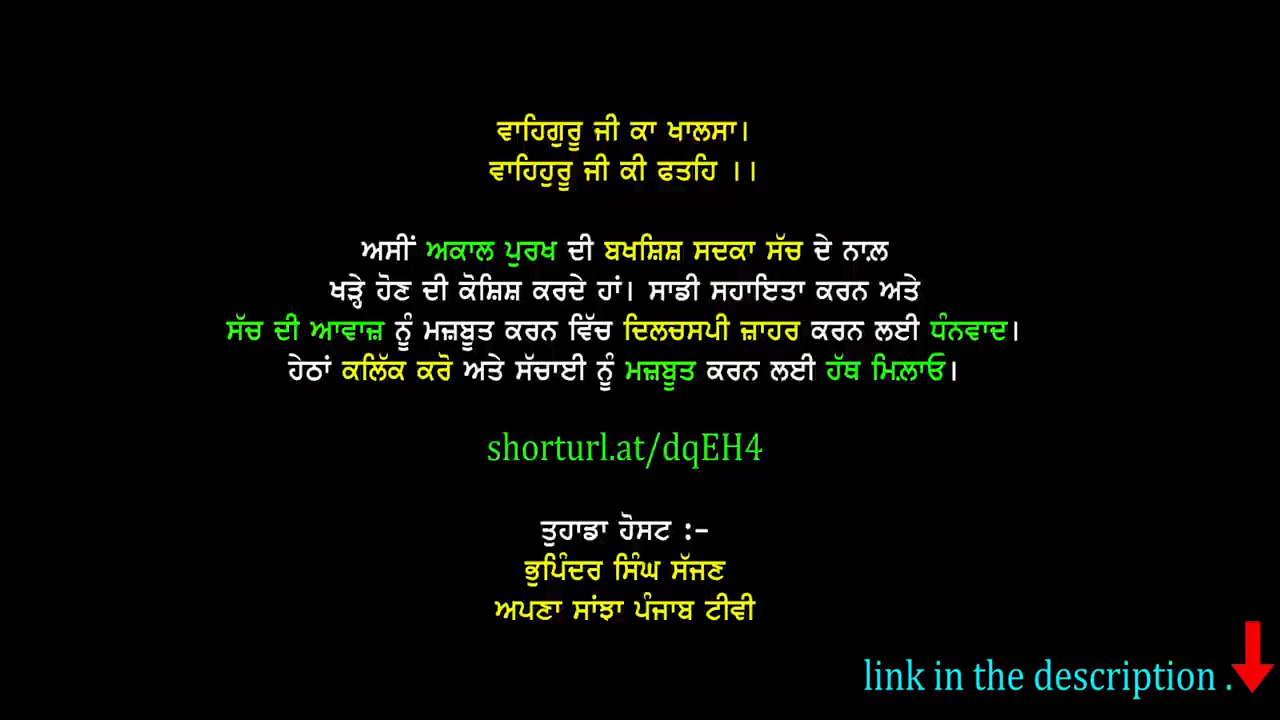 ਵਾਹਿਗੁਰੂ ਜੀ ਕਾ ਖਾਲਸਾ।
ਵਾਹਿਹੁਰੂ ਜੀ ਕੀ ਫਤਹਿ ।।
ਅਸੀਂ ਅਕਾਲ ਪੁਰਖ ਦੀ ਬਖਸ਼ਿਸ਼ ਸਦਕਾ ਸੱਚ ਦੇ ਨਾਲ਼
ਖੜ੍ਹੇ ਹੋਣ ਦੀ ਕੋਸ਼ਿਸ਼ ਕਰਦੇ ਹਾਂ। ਸਾਡੀ ਸਹਾਇਤਾ ਕਰਨ ਅਤੇ
ਸੱਚ ਦੀ ਆਵਾਜ਼ ਨੂੰ ਮਜ਼ਬੂਤ ਕਰਨ ਵਿੱਚ ਦਿਲਚਸਪੀ ਜ਼ਾਹਰ ਕਰਨ ਲਈ ਧੰਨਵਾਦ।
ਹੇਠਾਂ ਕਲਿੱਕ ਕਰੋ ਅਤੇ ਸੱਚਾਈ ਨੂੰ ਮਜ਼ਬੂਤ ਕਰਨ ਲਈ ਹੱਥ ਮਿਲ਼ਾਓ।
shorturl.at/dqEH4
ਤੁਹਾਡਾ ਹੋਸਟ :-
ਭੁਪਿੰਦਰ ਸਿੰਘ ਸੱਜਣ
ਅਪਣਾ ਸਾਂਝਾ ਪੰਜਾਬ ਟੀਵੀ
link in the description .